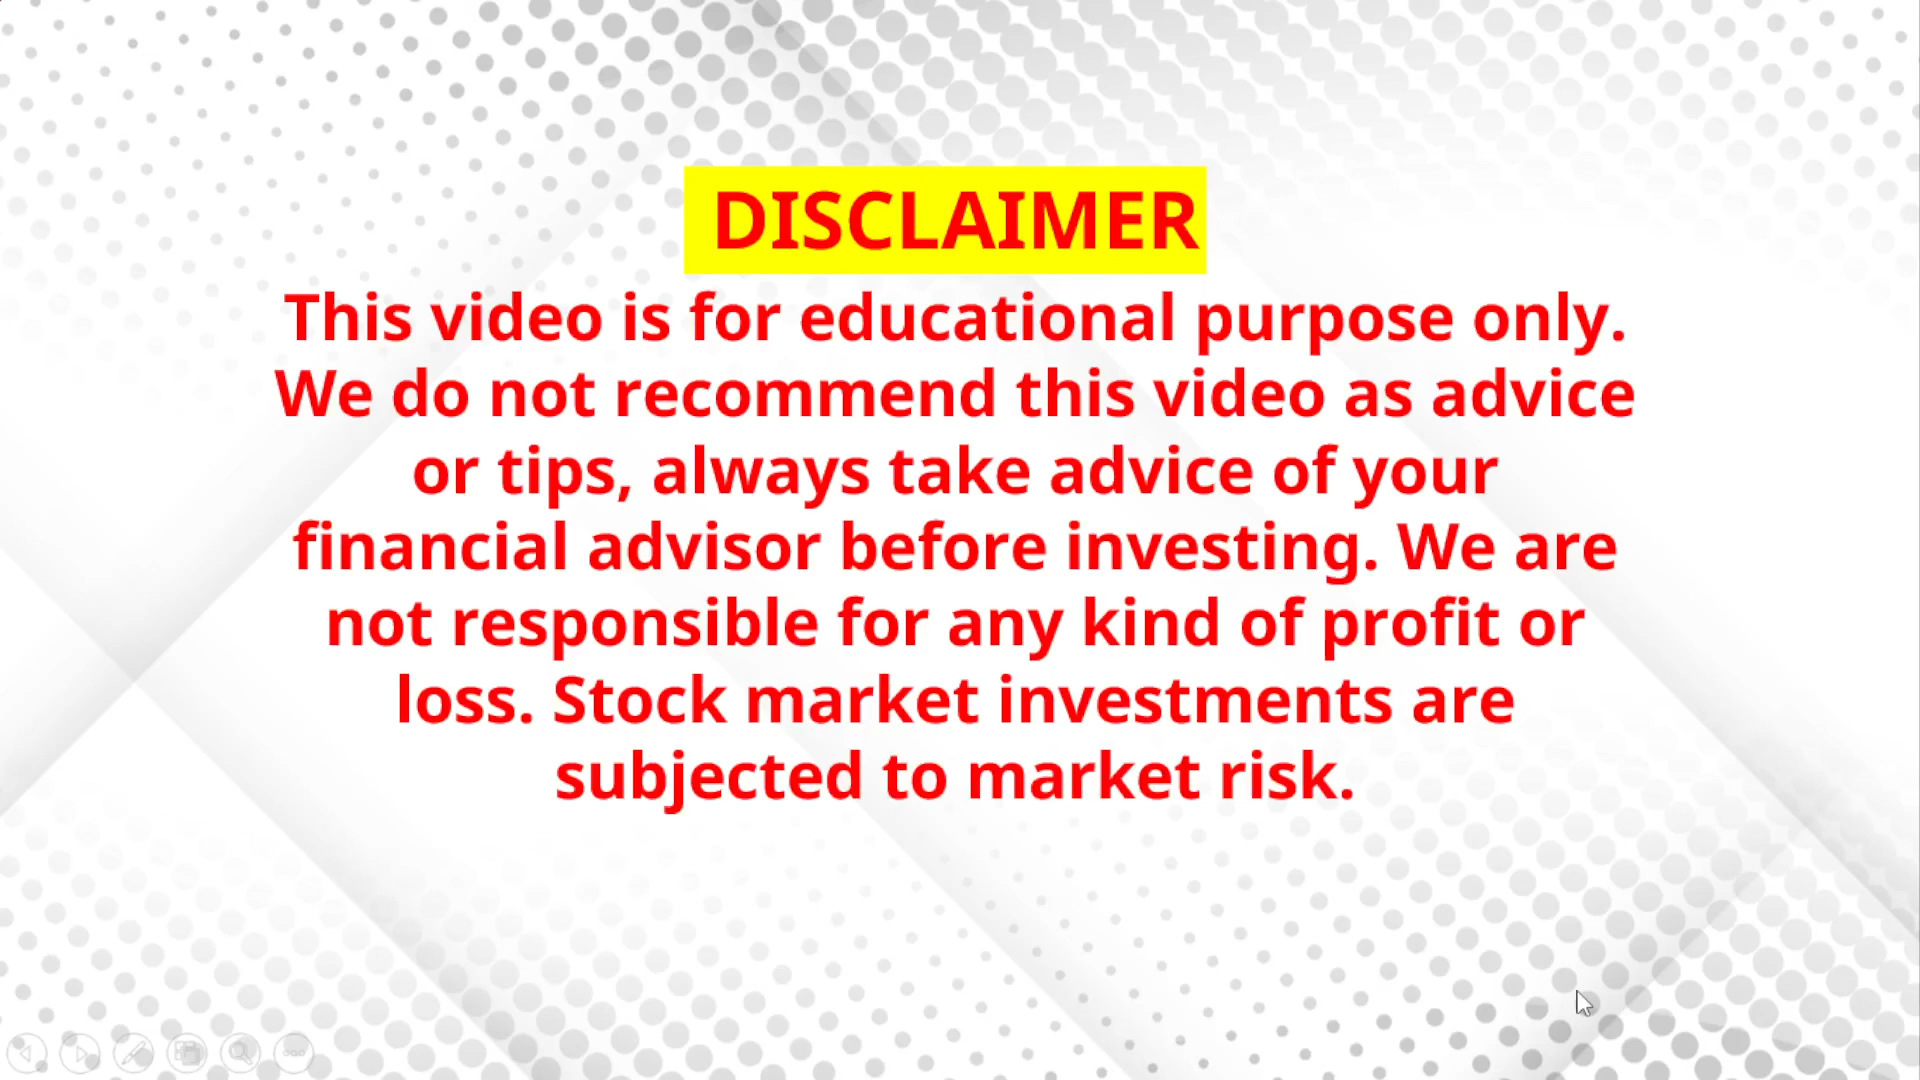 DISCLAIMER
This video is for educational purpose only.
We do not recommend this video as advice
or tips, always take advice of your
financial advisor before investing. We are
not responsible for any kind of profit or
loss. Stock market investments are
subjected to market risk.